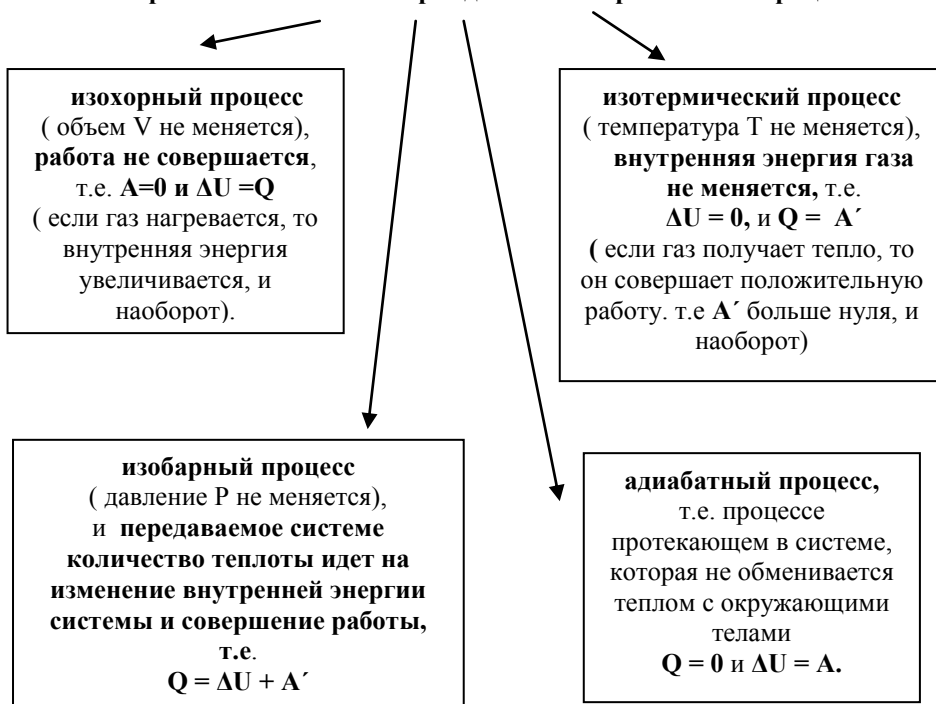 изохорный процесс
( объем V не меняется),
работа не совершается,
т.е. A=0 и ΔU =Q
( если газ нагревается, то
внутренняя энергия
увеличивается, и
наоборот).
изотермический процесс
( температура T не меняется),
внутренняя энергия газа
не меняется, т.е.
ΔU = 0, и Q = A´
( если газ получает тепло, то
он совершает положительную
работу. т.е A´ больше нуля, и
наоборот)
изобарный процесс
( давление P не меняется),
и передаваемое системе
количество теплоты идет на
изменение внутренней энергии
системы и совершение работы,
т.е.
Q = ΔU + A´
адиабатный процесс,
т.е. процессе
протекающем в системе,
которая не обменивается
теплом с окружающими
телами
Q = 0 и ΔU = A.